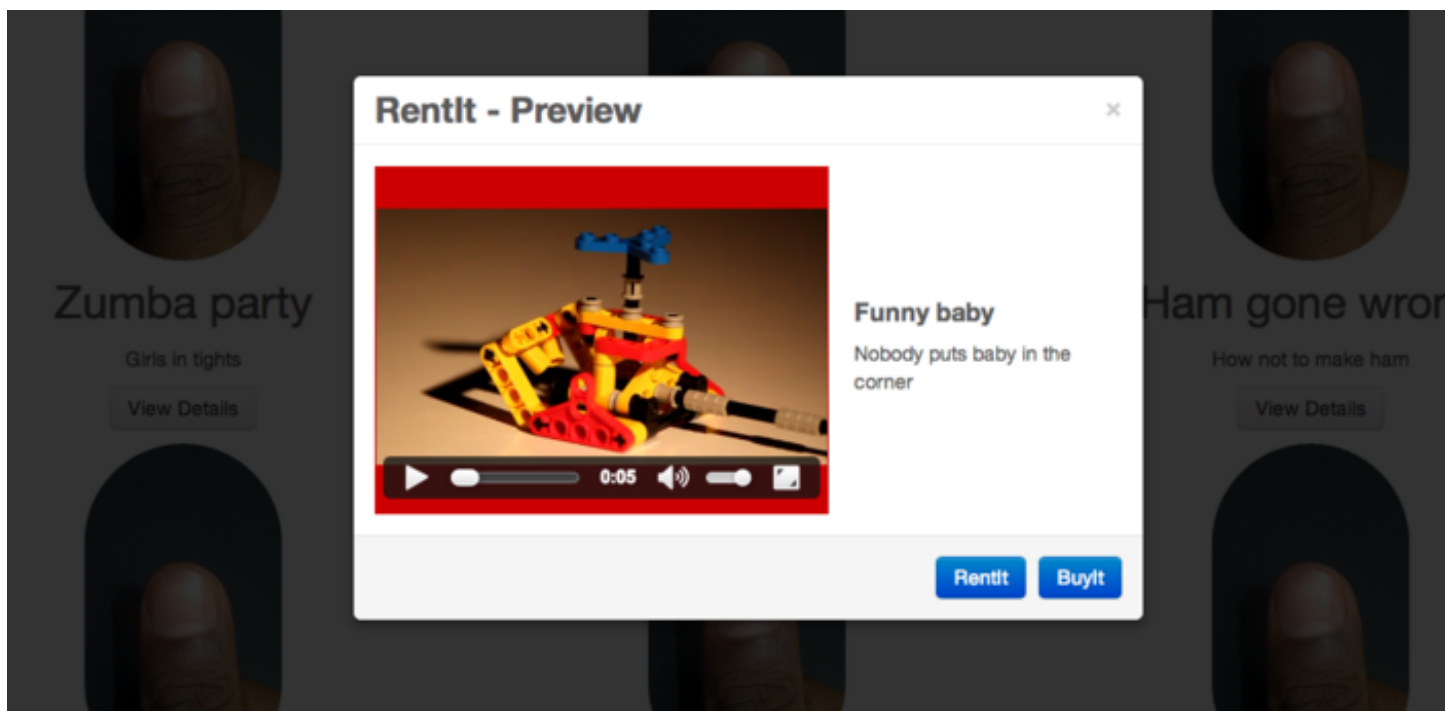 RentIt - Preview
×
Zumba party
Girls in tights
View Details
Funny baby
Nobody puts baby in the
corner
0:05
Ham gone wron
How not to make ham
View Details
RentIt
BuyIt